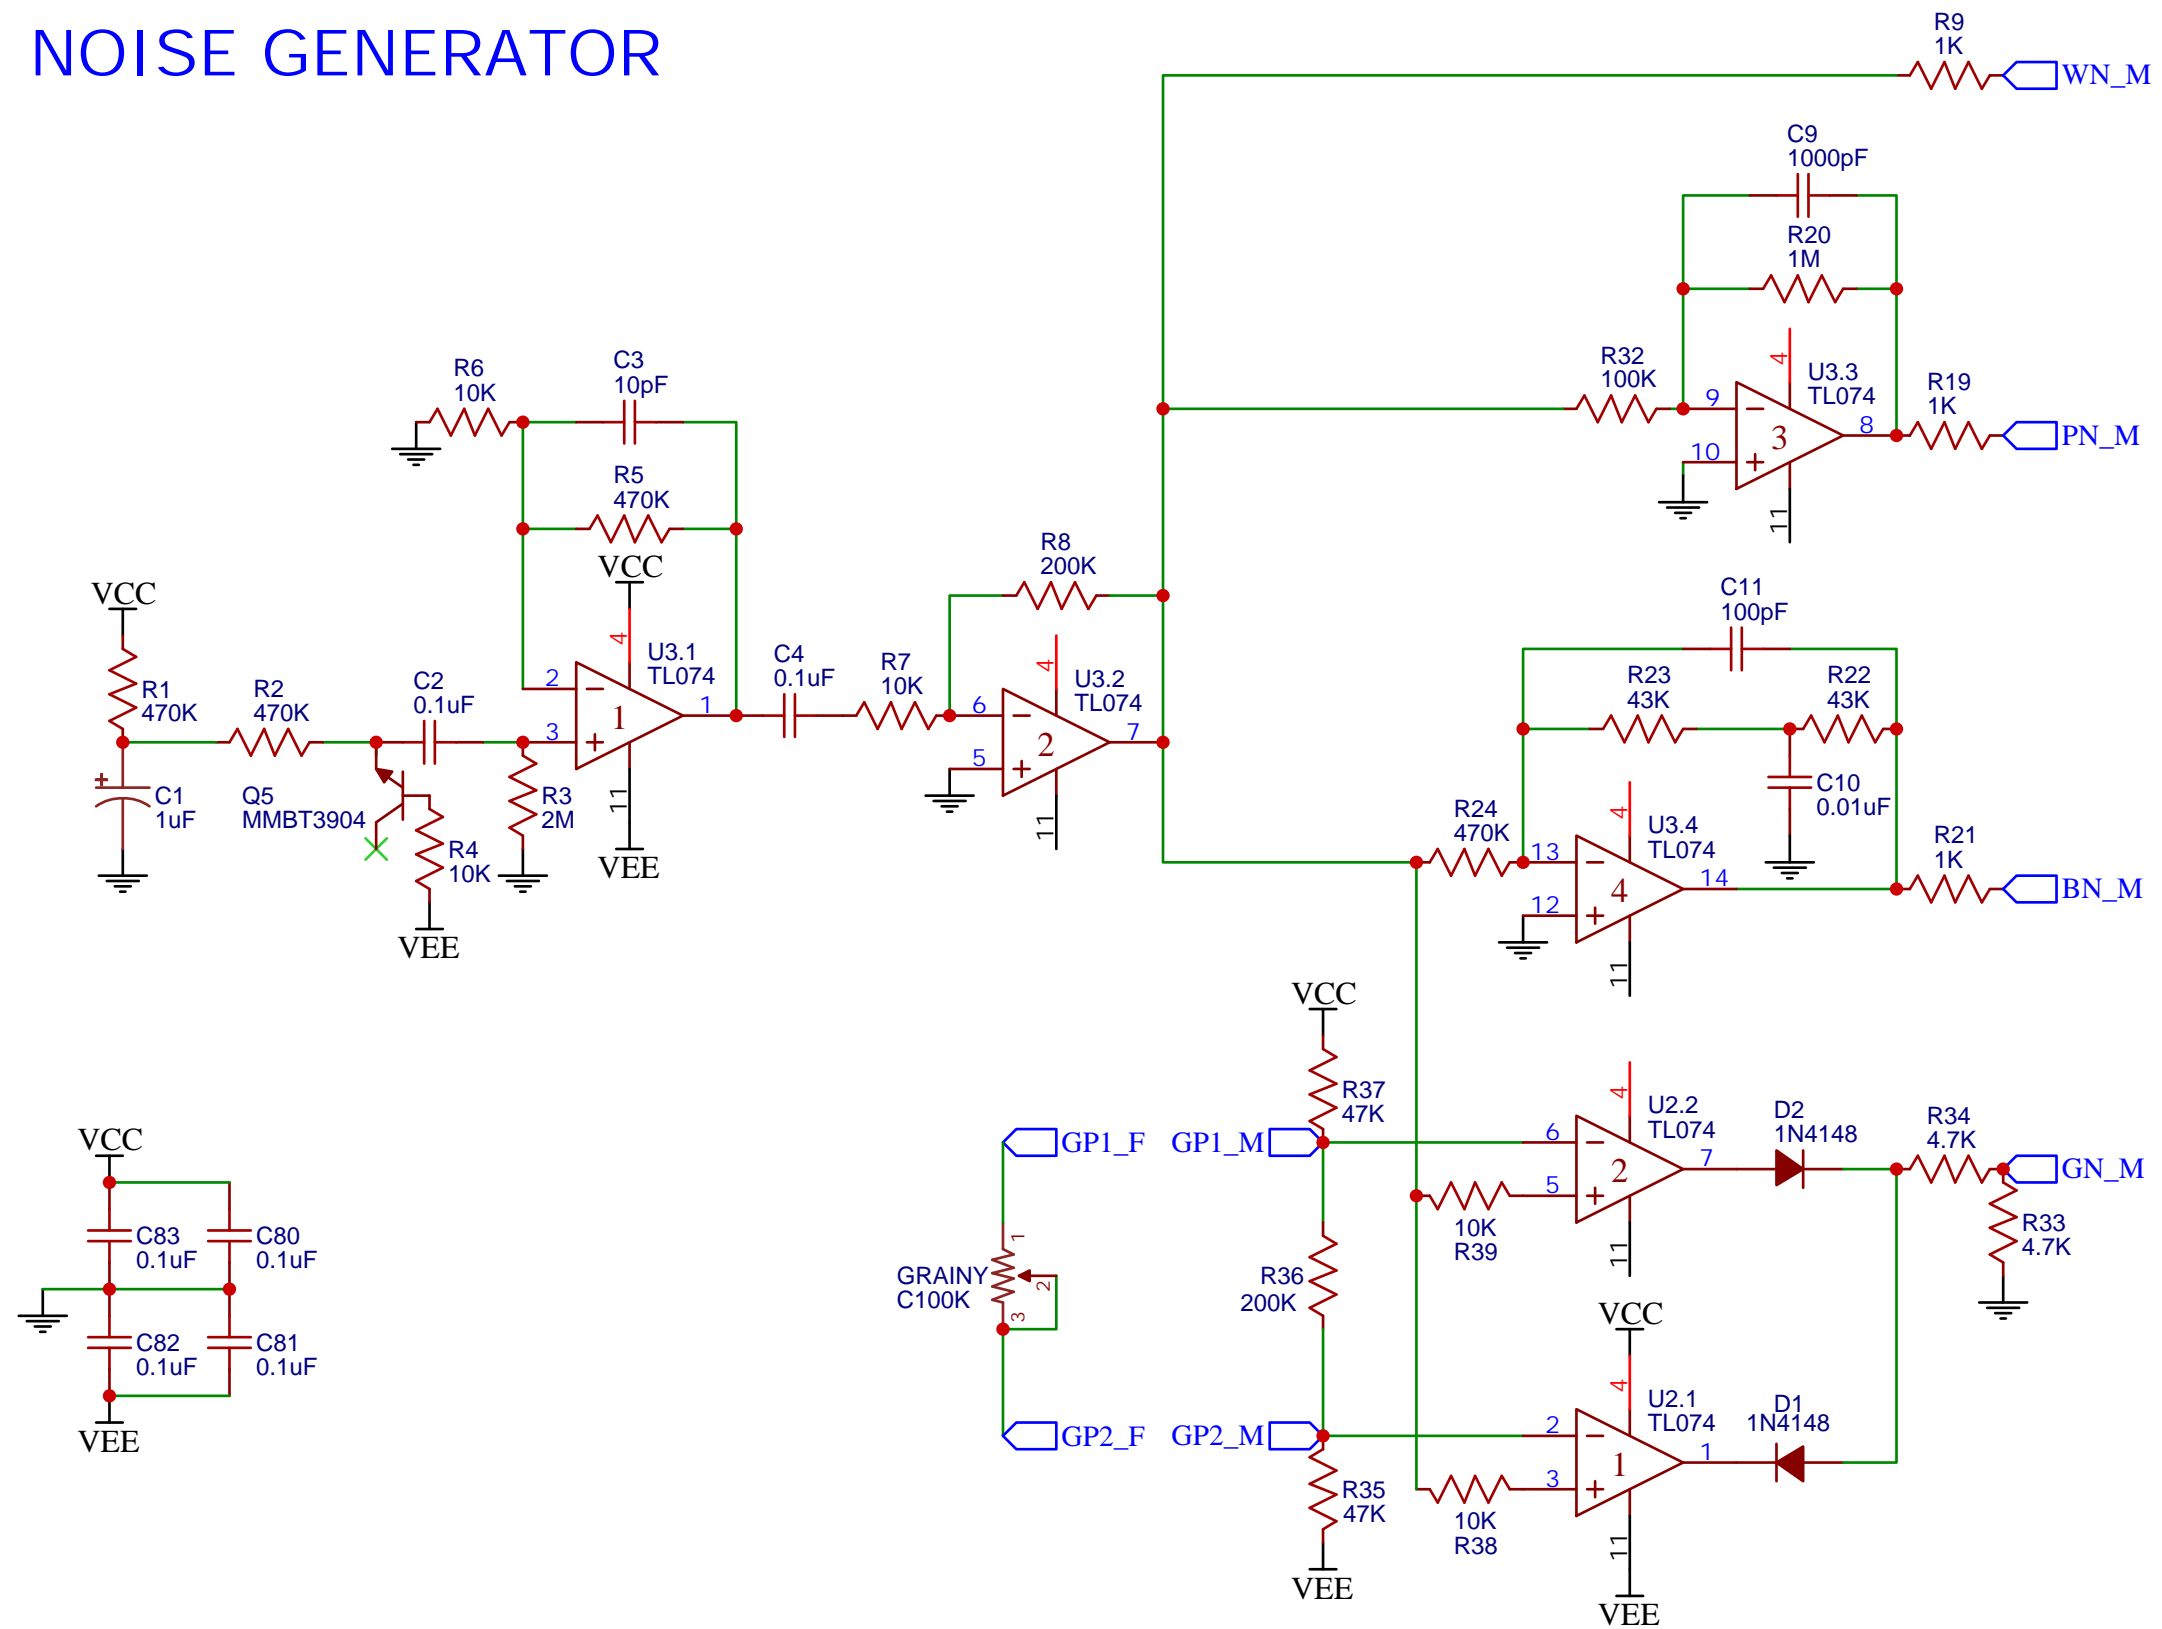 NOISE GENERATOR
R9
1K
WN_M
C9
1000pF
R20
1M
R32
100K
4
U3.3
TL074
9
3
10
8
11
R19
1K
PN_M
R6
10K
C3
10pF
R5
470K
VCC
4
U3.1
TL074
2
1
3
1
11
VEE
VCC
R1
470K
R2
470K
C2
0.1uF
C1
1uF
Q5
MMBT3904
R4
10K
VEE
R3
2M
C4
0.1uF
R7
10K
R8
200K
4
U3.2
TL074
6
2
5
7
11
C11
100pF
R23
43K
R22
43K
C10
0.01uF
R24
470K
4
U3.4
TL074
13
4
12
14
11
R21
1K
BN_M
VCC
R37
47K
GP1_F
GP1_M
4
U2.2
TL074
6
2
5
7
11
D2
1N4148
R34
4.7K
GN_M
R33
4.7K
10K
R39
1
GRAINY
C100K
2
3
R36
200K
GP2_F
GP2_M
VCC
4
U2.1
TL074
2
1
3
1
11
VEE
D1
1N4148
R35
47K
VEE
10K
R38
VCC
C83
0.1uF
C80
0.1uF
C82
0.1uF
C81
0.1uF
VEE